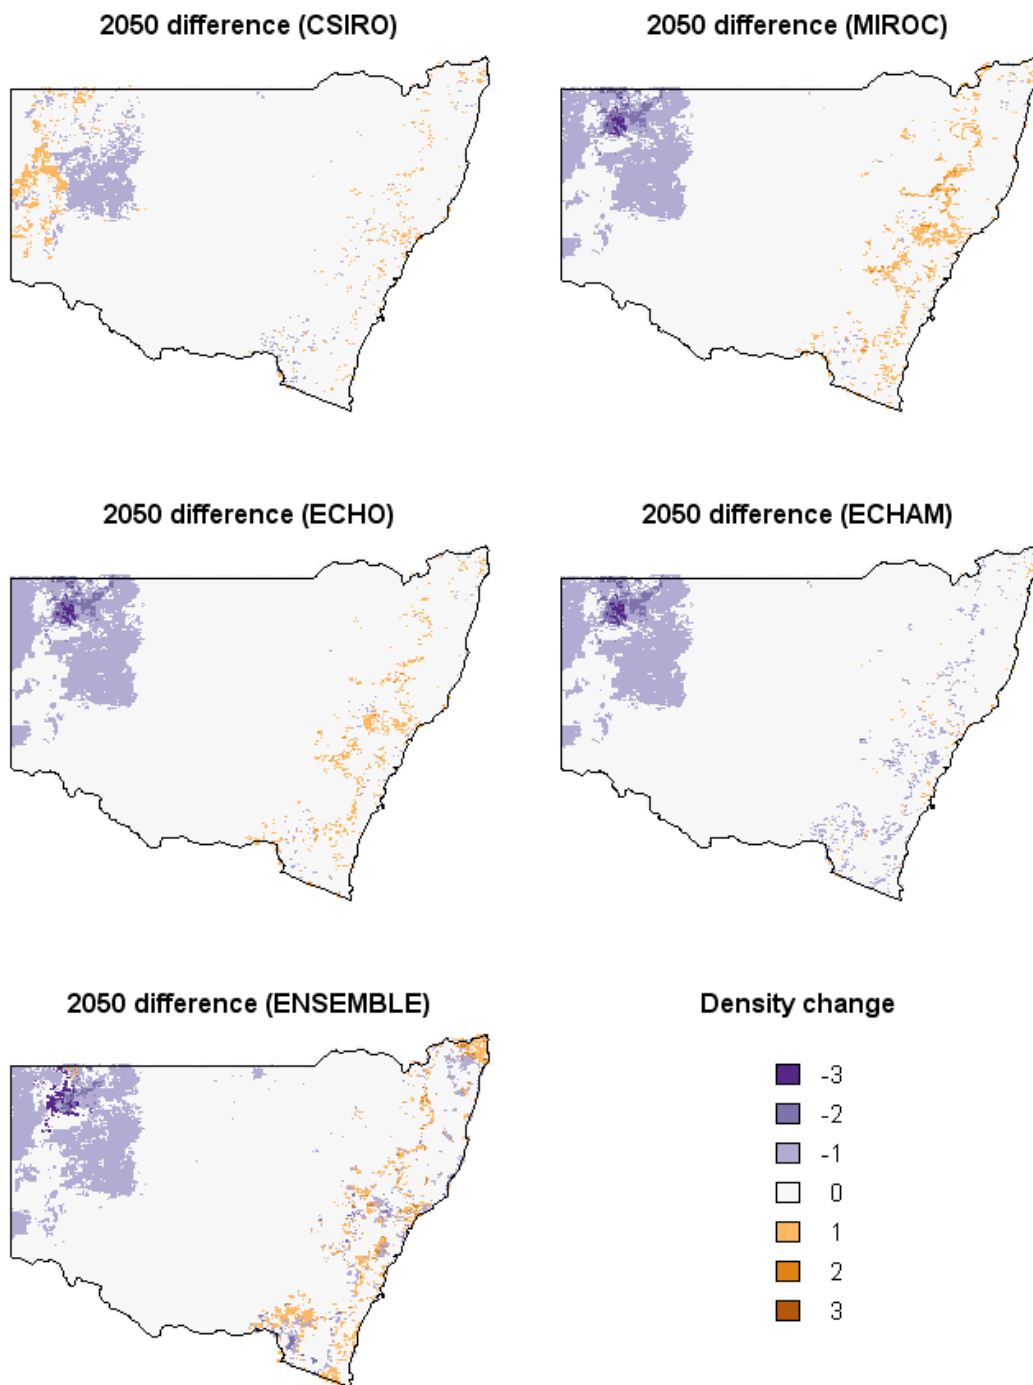 2050 difference (CSIRO)
2050 difference (MIROC)
2050 difference (ECHO)
2050 difference (ECHAM)
2050 difference (ENSEMBLE)
Density change
-3
-2
-1
0
1
2
3